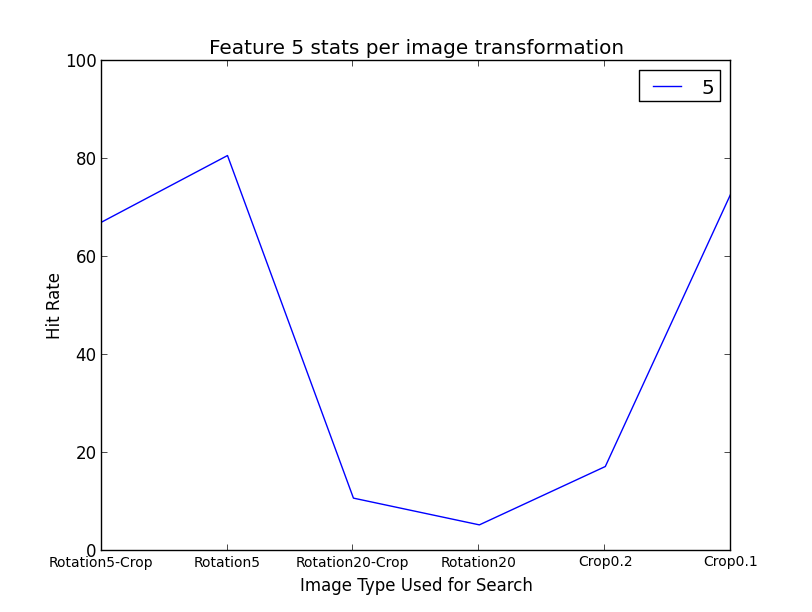 Feature 5 stats per image transformation
5
100
80
60
40
20
0
Hit Rate
Rotation5-Crop Rotation5 Rotation20-Crop Rotation20 Crop0.2 Crop0.1
Image Type Used for Search